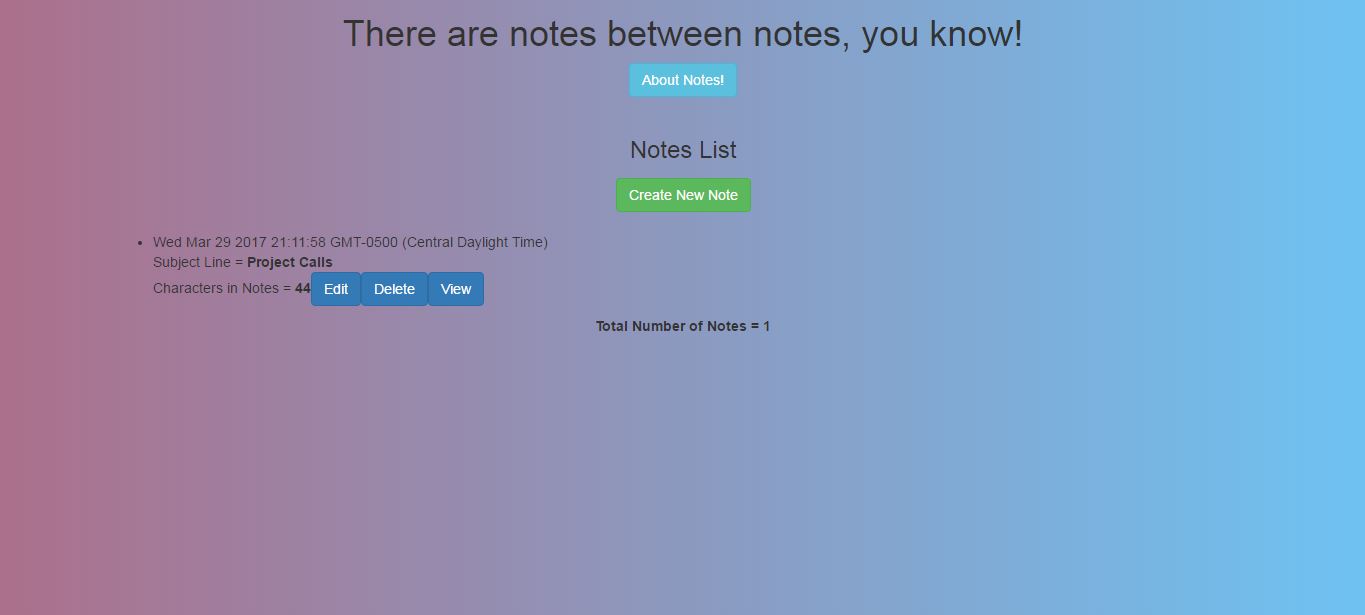 There are notes between notes, you know!
About Notes!
Notes List
Create New Note
Wed Mar 29 2017 21:11:58 GMT-0500 (Central Daylight Time)
Subject Line = Project Calls
Characters in Notes = 44 Edit Delete View
Total Number of Notes = 1